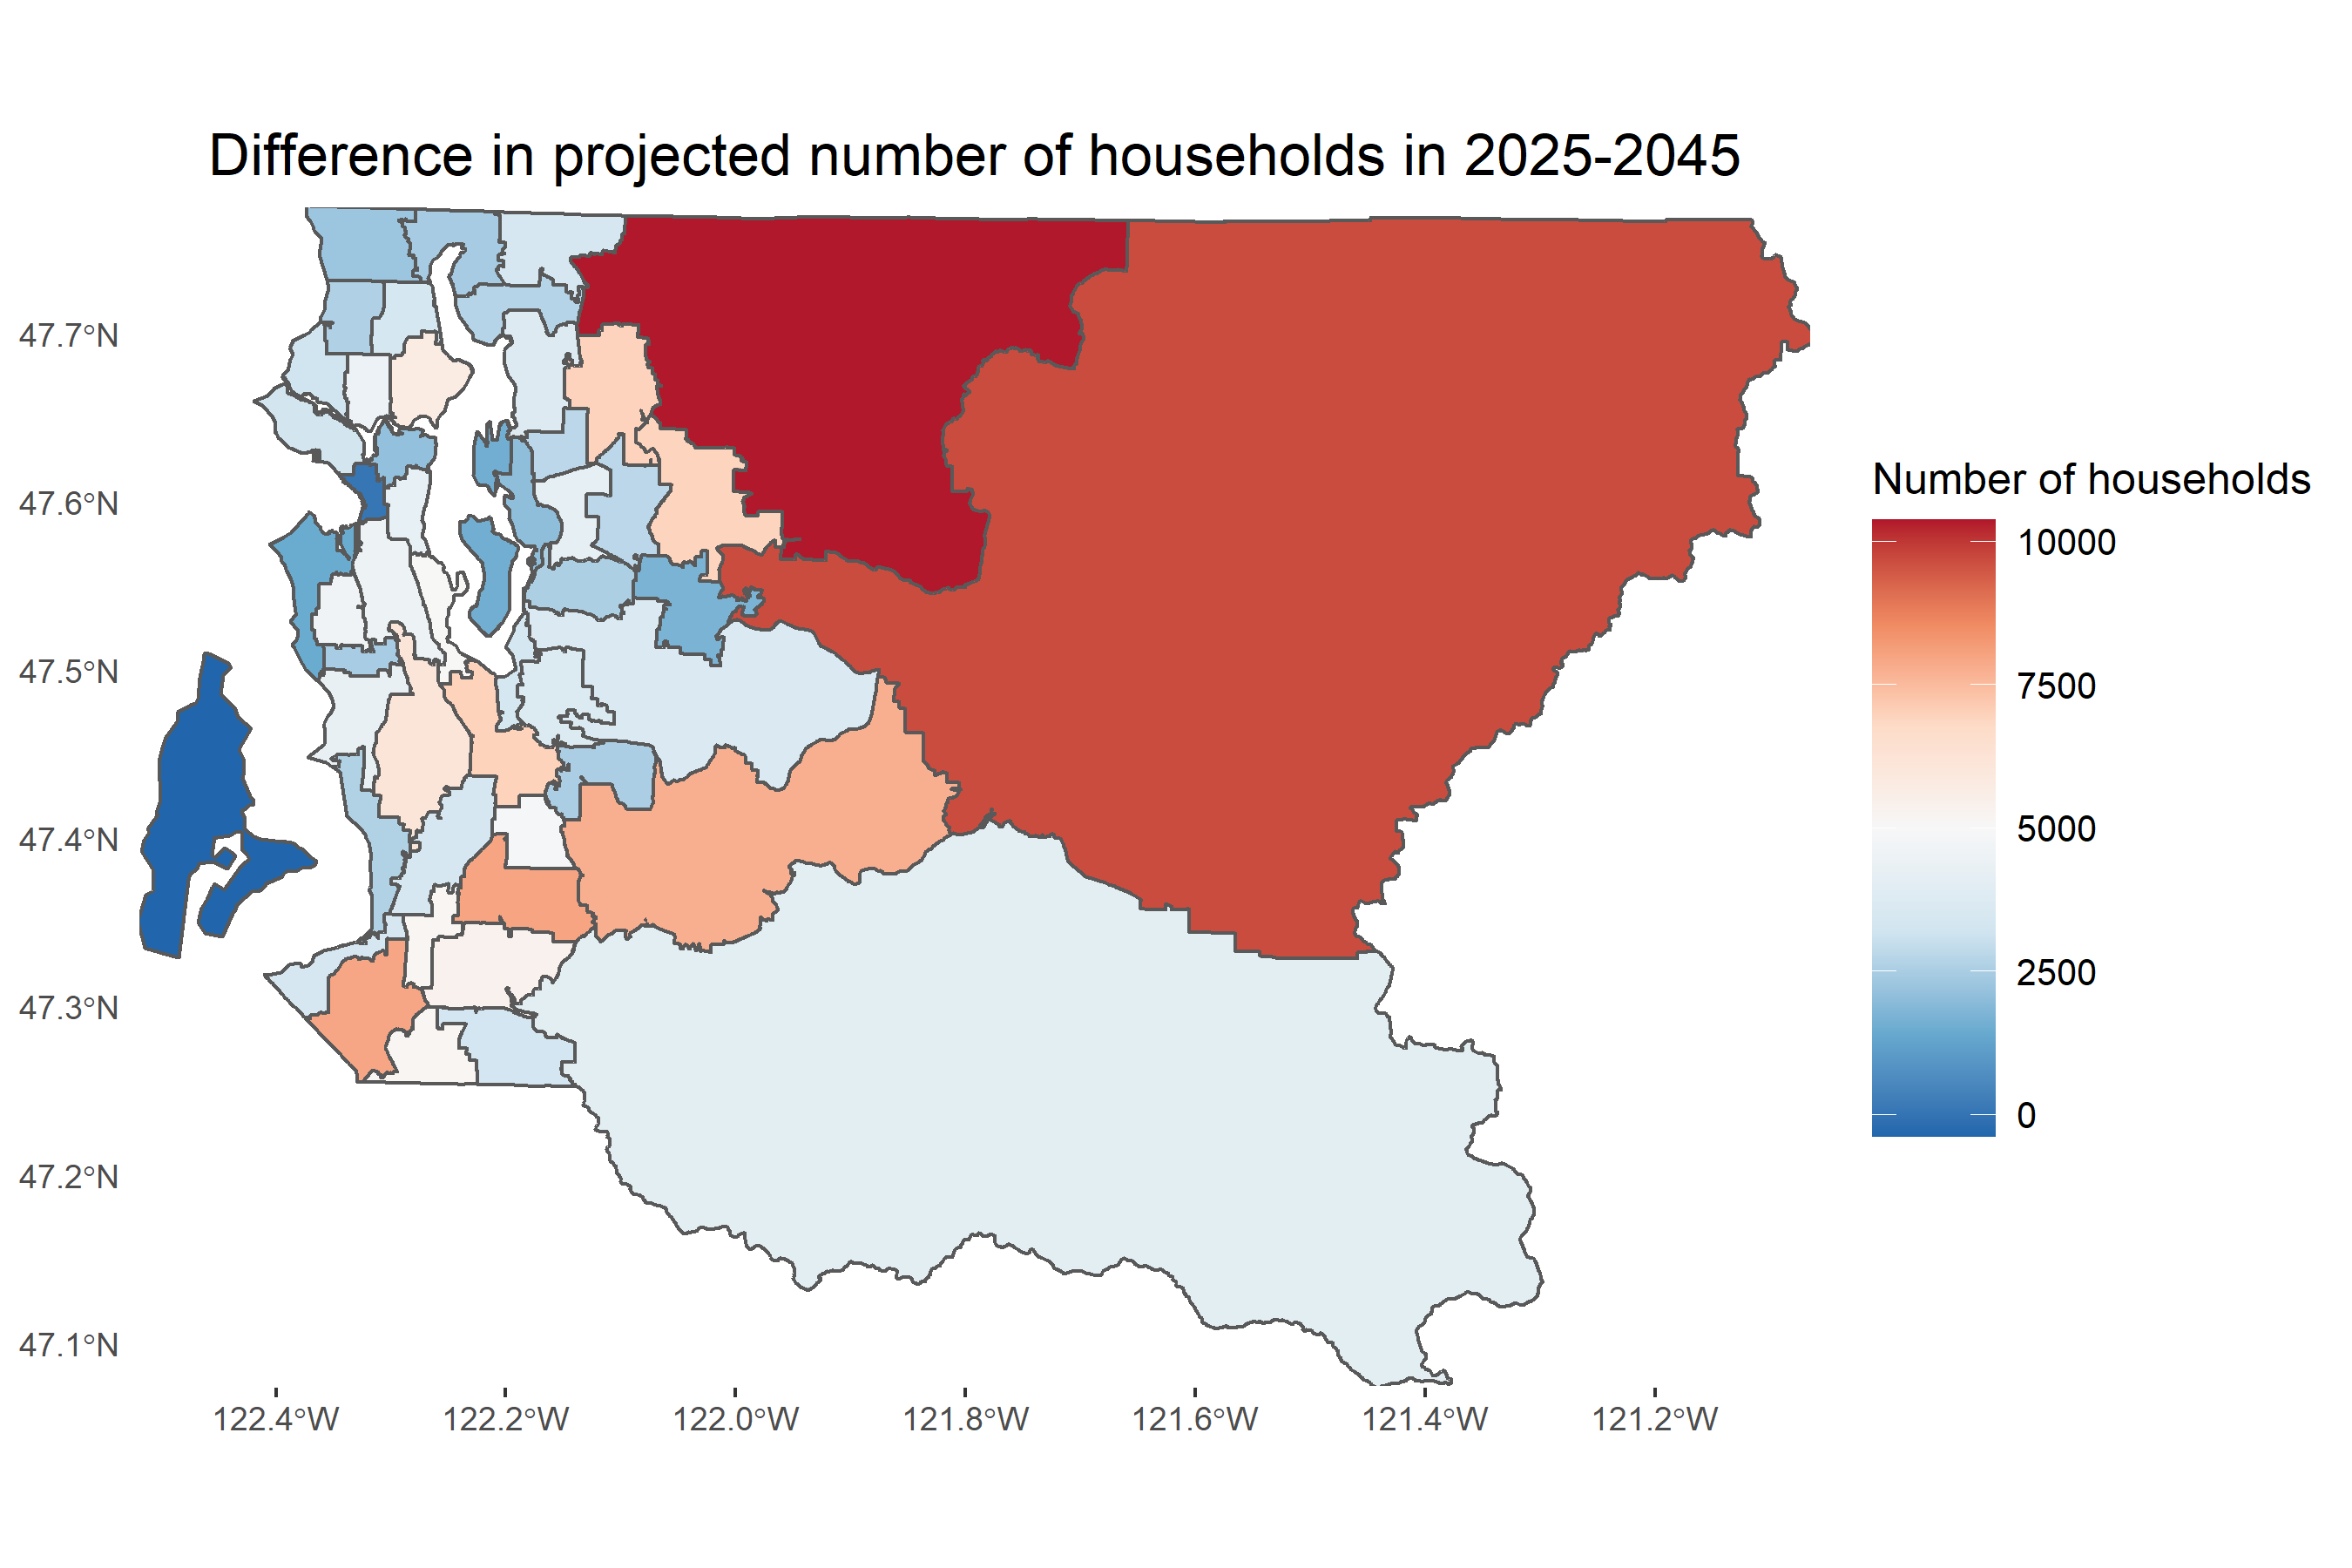 Difference in projected number of households in 2025-2045
47.7°N
47.6°N
47.5°N
47.4°N
47.3°N
47.2°N
47.1°N
122.4°W
122.2°W
122.0°W
121.8°W
121.6°W
121.4°W
121.2°W
Number of households
10000
7500
5000
2500
0